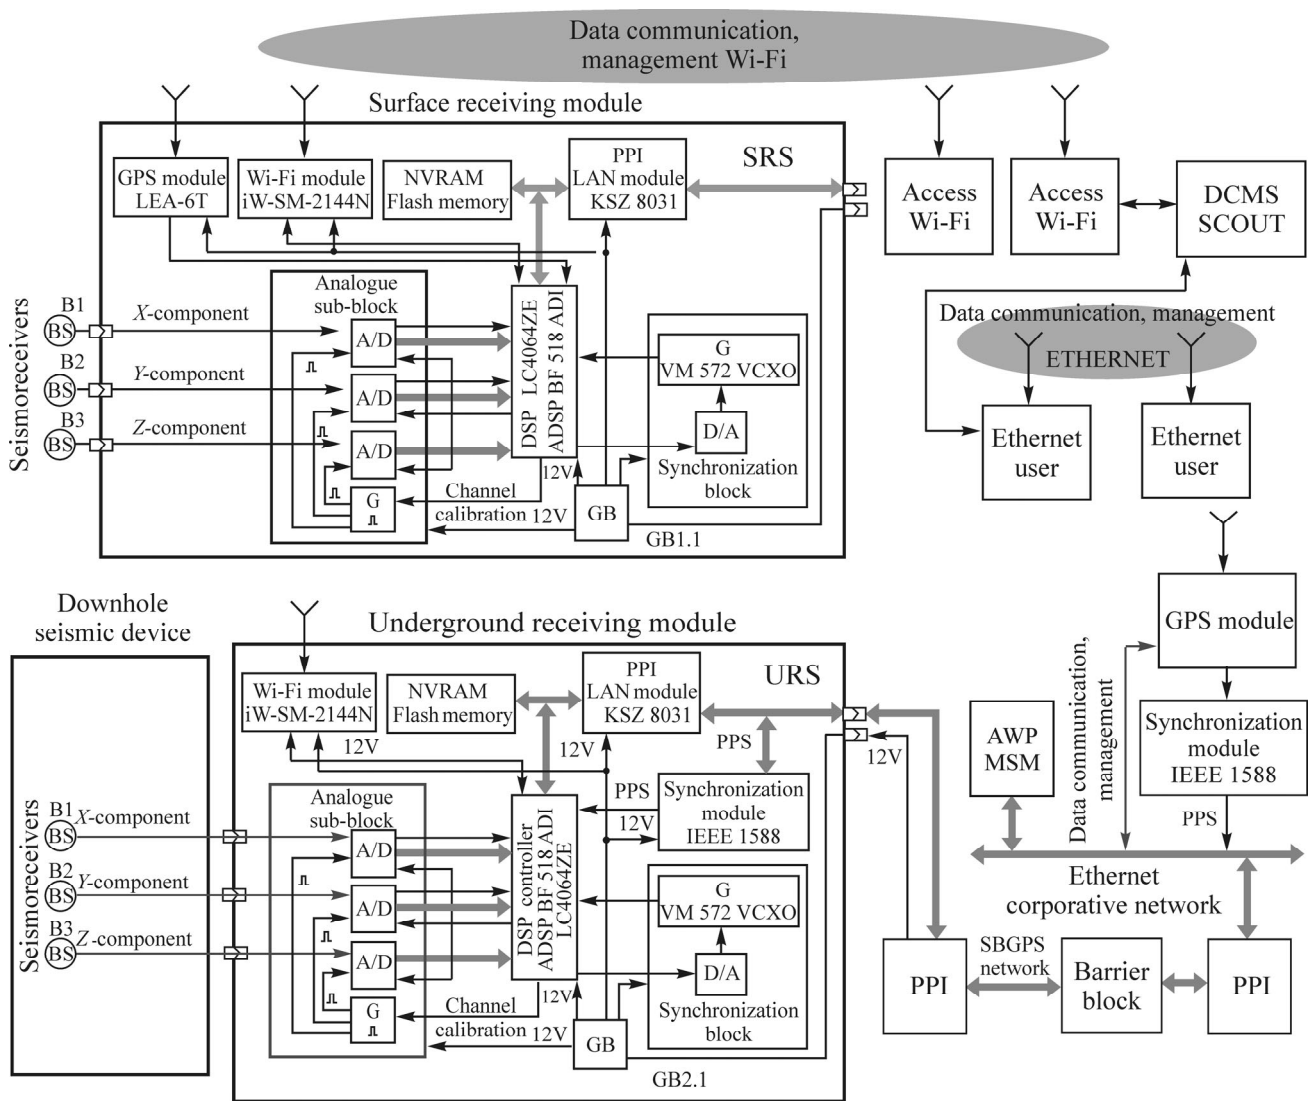 Data communication,
management Wi-Fi
Surface receiving module
SRS
GPS module
LEA-6T
Wi-Fi module
iW-SM-2144N
NVRAM
Flash memory
PPI
LAN module
KSZ 8031
Access
Wi-Fi
Access
Wi-Fi
DCMS
SCOUT
Seismoreceivers
B1
BS
X-component
B2
BS
Y-component
B3
BS
Z-component
Analogue
sub-block
A/D
A/D
A/D
G
DSP LC4064ZE
ADSP BF 518 ADI
G
VM 572 VCXO
D/A
Synchronization
block
12V
Channel
calibration
12V
GB
GB1.1
Data communication, management
ETHERNET
Ethernet
user
Ethernet
user
Downhole
seismic device
Underground receiving module
URS
Wi-Fi module
iW-SM-2144N
NVRAM
Flash memory
PPI
LAN module
KSZ 8031
12V
12V
PPS
12V
Seismoreceivers
B1
BS
X-component
B2
BS
Y-component
B3
BS
Z-component
Analogue
sub-block
A/D
A/D
A/D
G
DSP controller
ADSP BF 518 ADI
LC4064ZE
PPS
12V
Synchronization
module
IEEE 1588
G
VM 572 VCXO
D/A
Synchronization
block
12V
Channel
calibration
12V
GB
GB2.1
GPS module
Data communication,
management
AWP
MSM
Synchronization
module
IEEE 1588
PPS
Ethernet
corporative network
PPI
SBGPS
network
Barrier
block
PPI